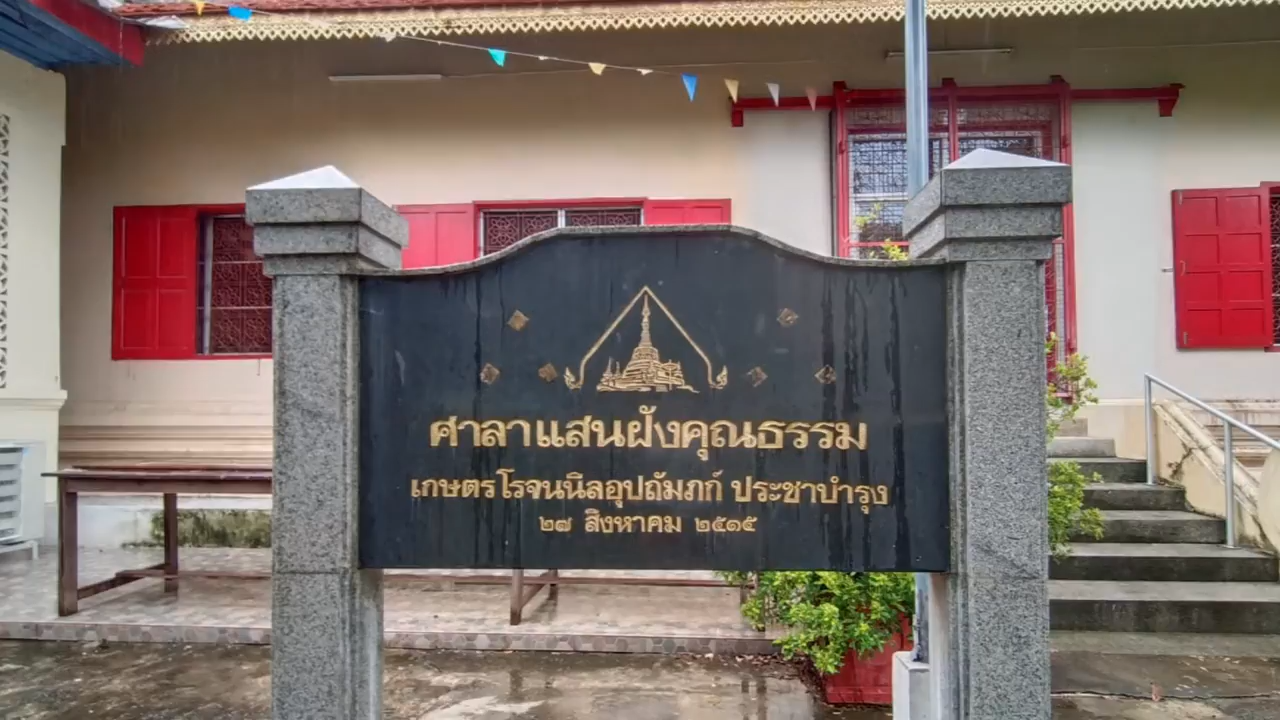 ศาลาแสนฝังคุณธรรม
เกษตรโรจนนิลอุปถัมภก์ ประชาบำรุง
๒๗ สิงหาคม ๒๕๑๕